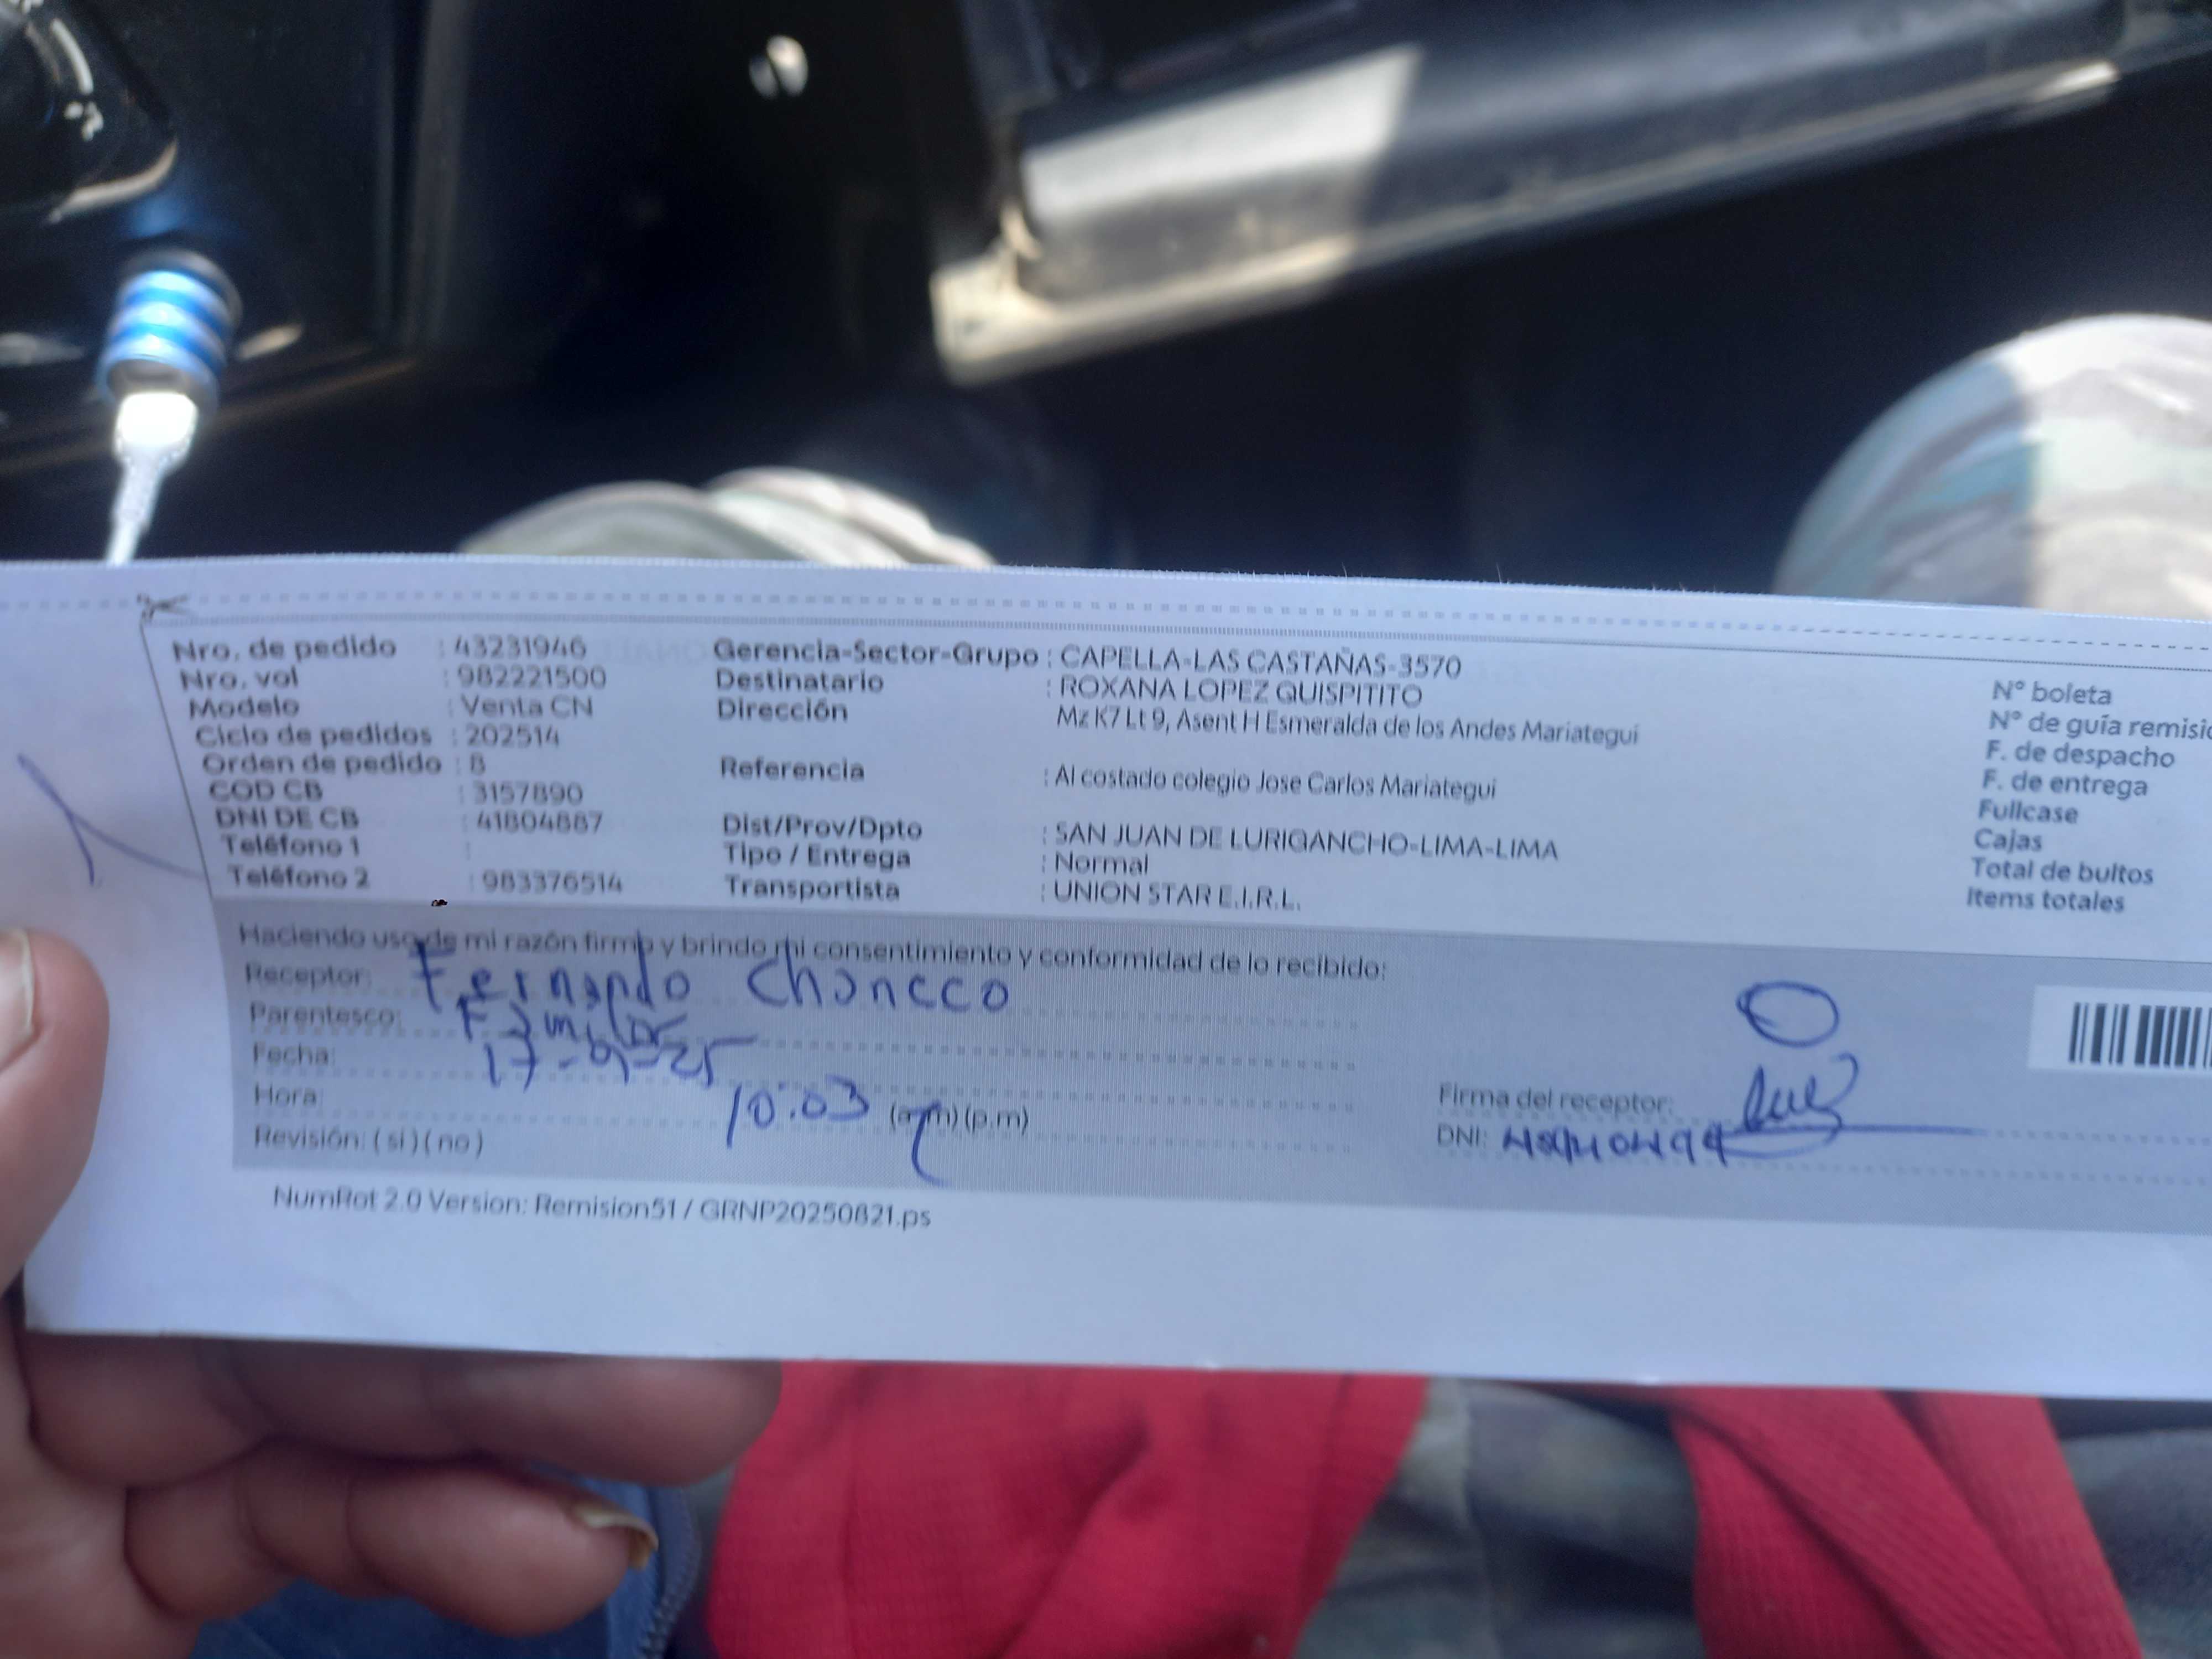 Nro. de pedido : 43231946 Gerencia-Sector-Grupo : CAPELLA-LAS CASTAÑAS-3570
Nro. vol : 982221500 Destinatario : ROXANA LOPEZ QUISPITITO N° boleta
Modelo : Venta CN Dirección Mz K7 Lt 9, Asent H Esmeralda de los Andes Mariategui N° de guía remisió
Ciclo de pedidos : 202514 F. de despacho
Orden de pedido : 8 Referencia : Al costado colegio Jose Carlos Mariategui F. de entrega
COD CB : 3157890 Fullcase
DNI DE CB : 41804887 Dist/Prov/Dpto : SAN JUAN DE LURIGANCHO-LIMA-LIMA Cajas
Teléfono 1 : Tipo / Entrega : Normal Total de bultos
Teléfono 2 : 983376514 Transportista : UNION STAR E.I.R.L. Items totales
Haciendo uso de mi razón firmo y brindo mi consentimiento y conformidad de lo recibido:
Receptor: Fernando Choncco
Parentesco: Familar
Fecha: 17-9-25
Hora: 10:03 (a.m) (p.m) Firma del receptor:
Revisión: ( si ) ( no ) DNI:
NumRot 2.0 Version: Remision51 / GRNP20250821.ps